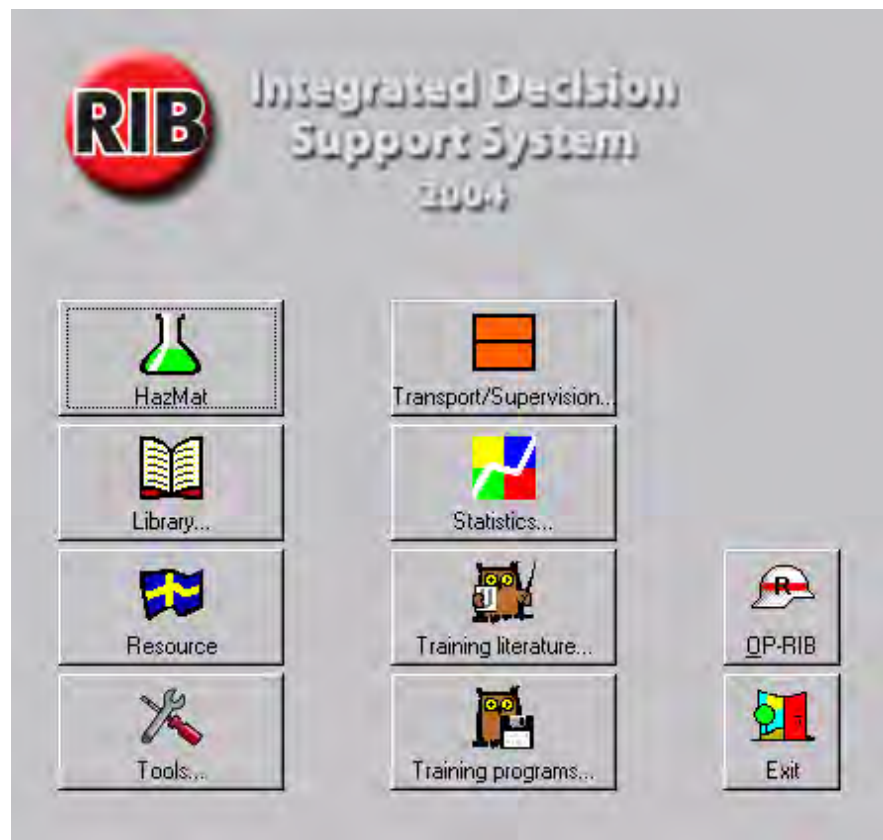 RIB
Integrated Decision
Support System
2004
HazMat
Transport/Supervision...
Library...
Statistics...
Resource
Training literature...
R
OP-RIB
Tools...
Training programs...
Exit